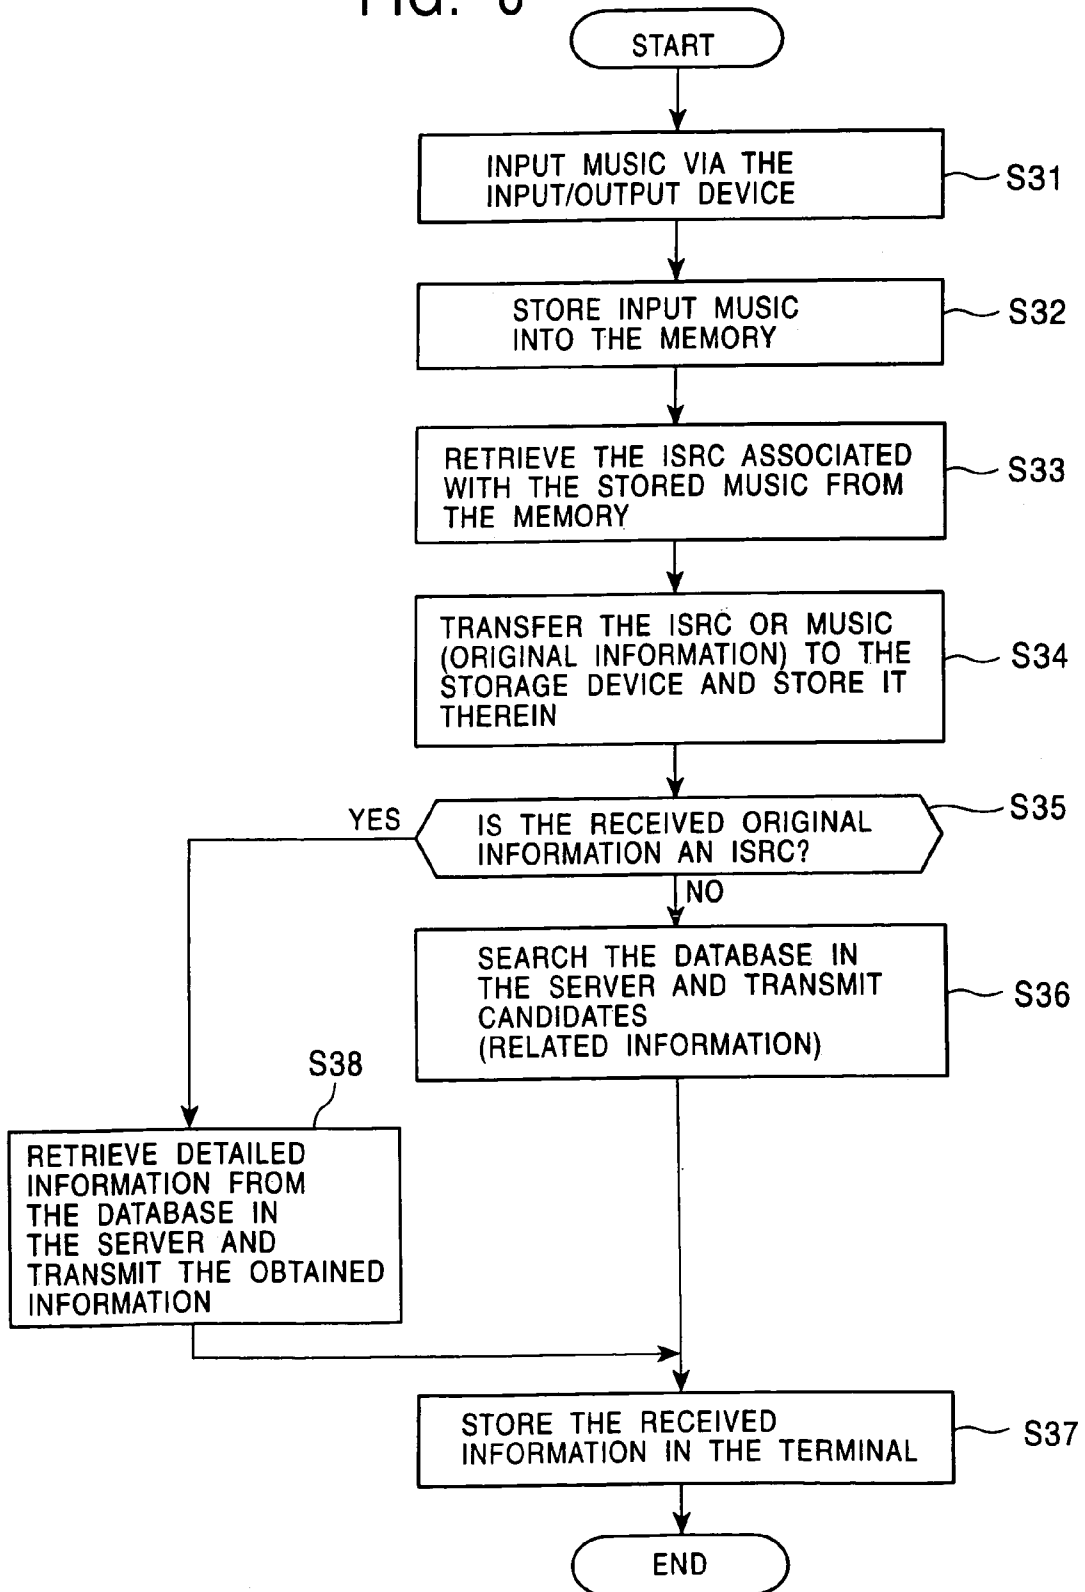 FIG.
START
INPUT MUSIC VIA THE
INPUT/OUTPUT DEVICE
S31
STORE INPUT MUSIC
INTO THE MEMORY
S32
RETRIEVE THE ISRC ASSOCIATED
WITH THE STORED MUSIC FROM
THE MEMORY
S33
TRANSFER THE ISRC OR MUSIC
(ORIGINAL INFORMATION) TO THE
STORAGE DEVICE AND STORE IT
THEREIN
S34
IS THE RECEIVED ORIGINAL
INFORMATION AN ISRC?
S35
YES
NO
SEARCH THE DATABASE IN
THE SERVER AND TRANSMIT
CANDIDATES
(RELATED INFORMATION)
S36
S38
RETRIEVE DETAILED
INFORMATION FROM
THE DATABASE IN
THE SERVER AND
TRANSMIT THE OBTAINED
INFORMATION
STORE THE RECEIVED
INFORMATION IN THE TERMINAL
S37
END